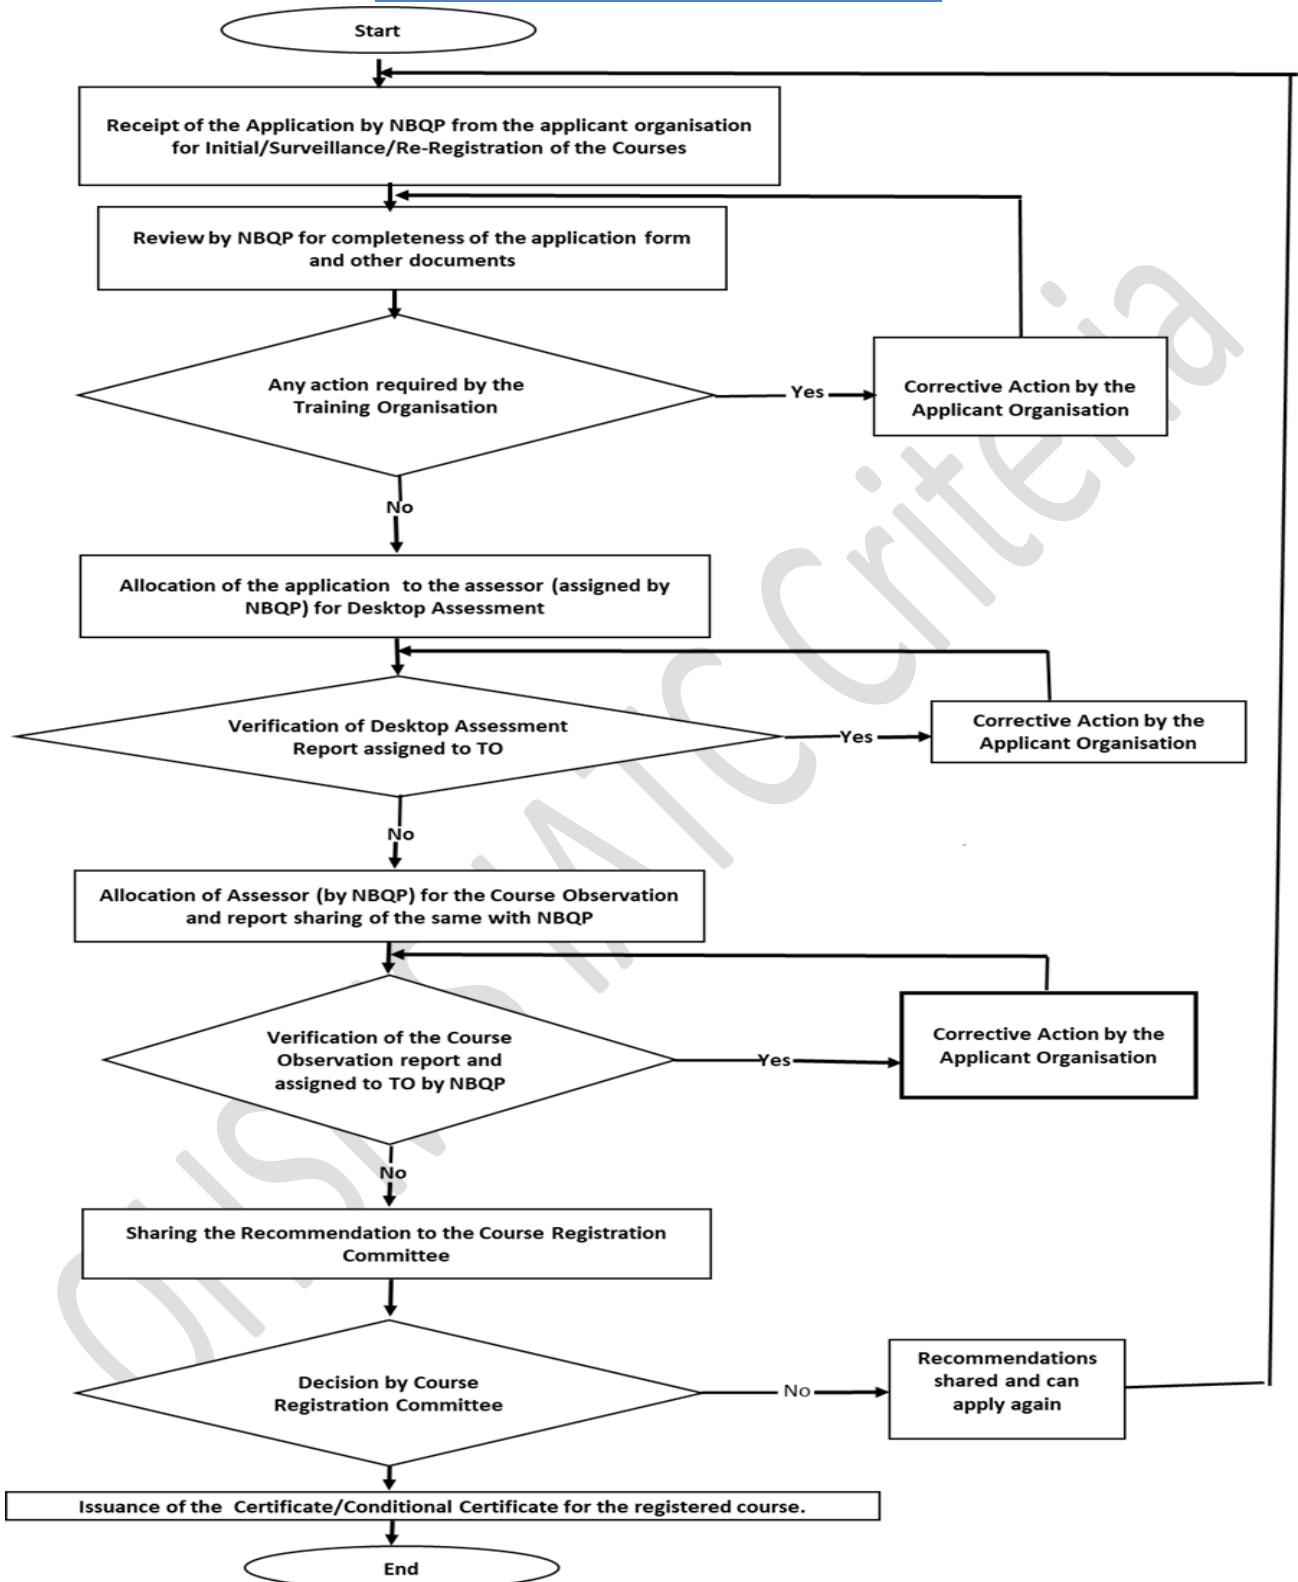 Start
Receipt of the Application by NBQP from the applicant organisation
for Initial/Surveillance/Re-Registration of the Courses
Review by NBQP for completeness of the application form
and other documents
Any action required by the
Training Organisation
Yes
Corrective Action by the
Applicant Organisation
No
Allocation of the application to the assessor (assigned by
NBQP) for Desktop Assessment
Verification of Desktop Assessment
Report assigned to TO
Yes
Corrective Action by the
Applicant Organisation
No
Allocation of Assessor (by NBQP) for the Course Observation
and report sharing of the same with NBQP
Verification of the Course
Observation report and
assigned to TO by NBQP
Yes
Corrective Action by the
Applicant Organisation
No
Sharing the Recommendation to the Course Registration
Committee
Decision by Course
Registration Committee
No
Recommendations
shared and can
apply again
Issuance of the Certificate/Conditional Certificate for the registered course.
End
Criteria